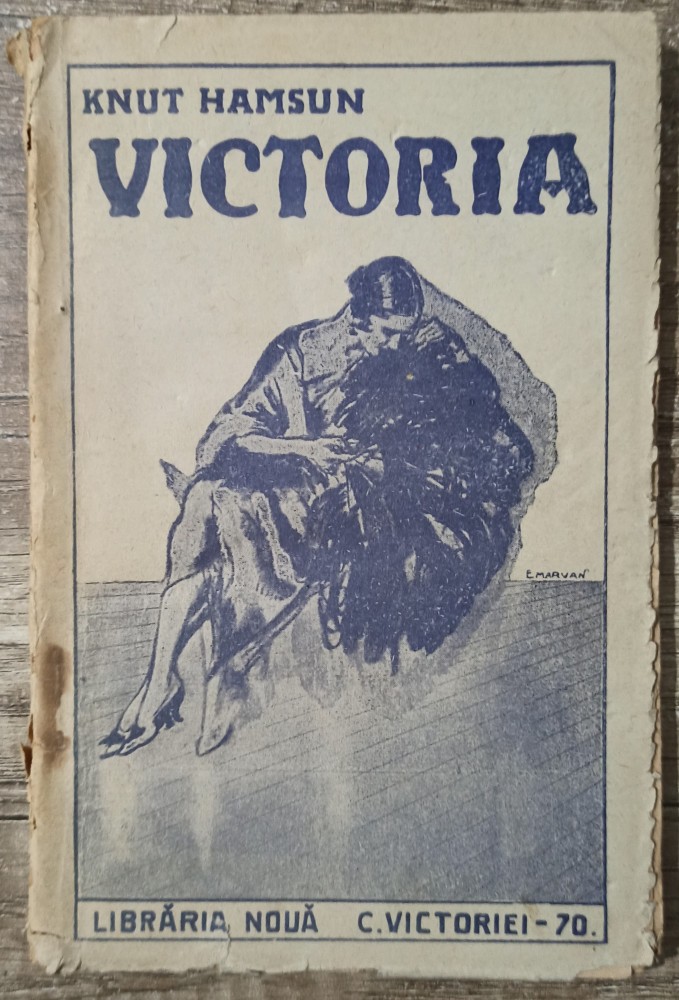 KNUT HAMSUN
VICTORIA
E.MARVAN
LIBRĂRIA NOUĂ C.VICTORIEI-70.